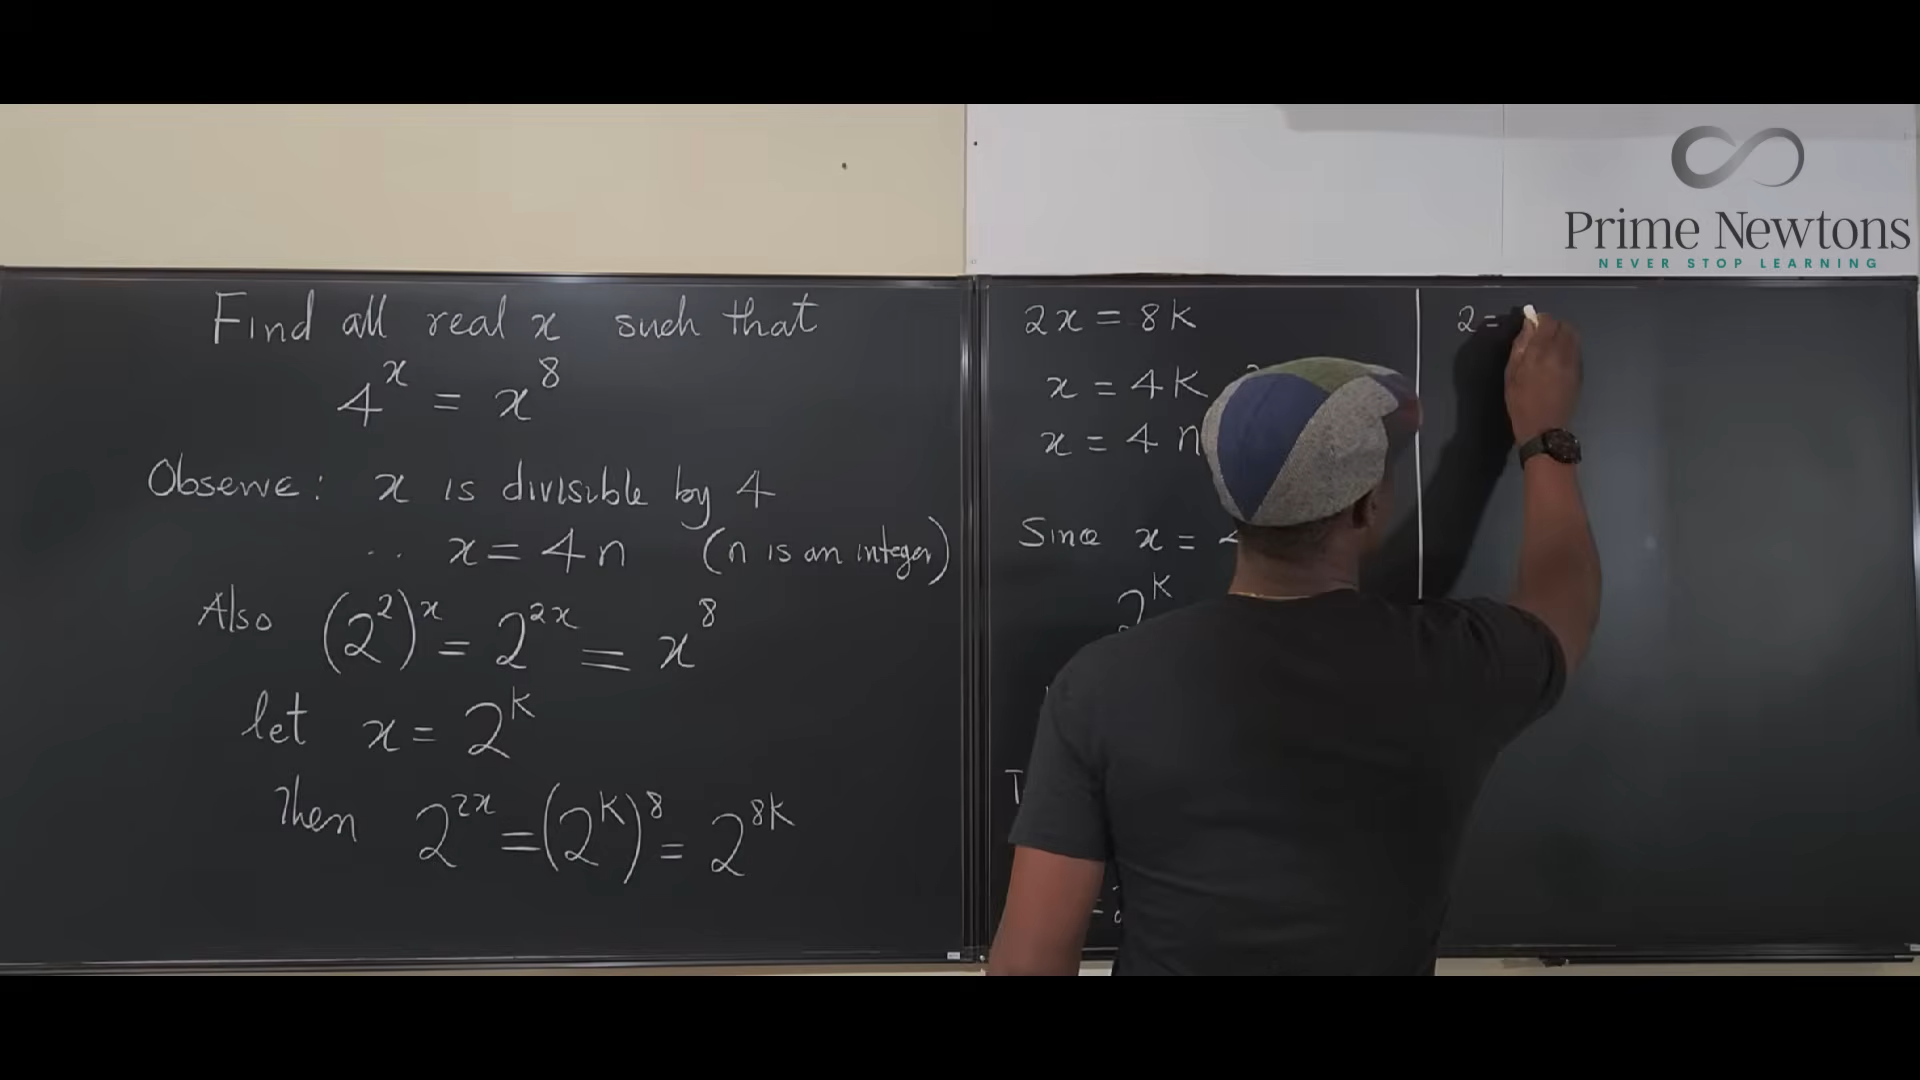 Prime Newtons
NEVER STOP LEARNING
Find all real x such that
4^x = x^8
Observe: x is divisible by 4
∴ x = 4n (n is an integer)
Also (2^2)^x = 2^{2x} = x^8
let x = 2^k
Then 2^{2x} = (2^k)^8 = 2^{8k}
2x = 8k
x = 4k
x = 4n
Since x =
2^k
2 =